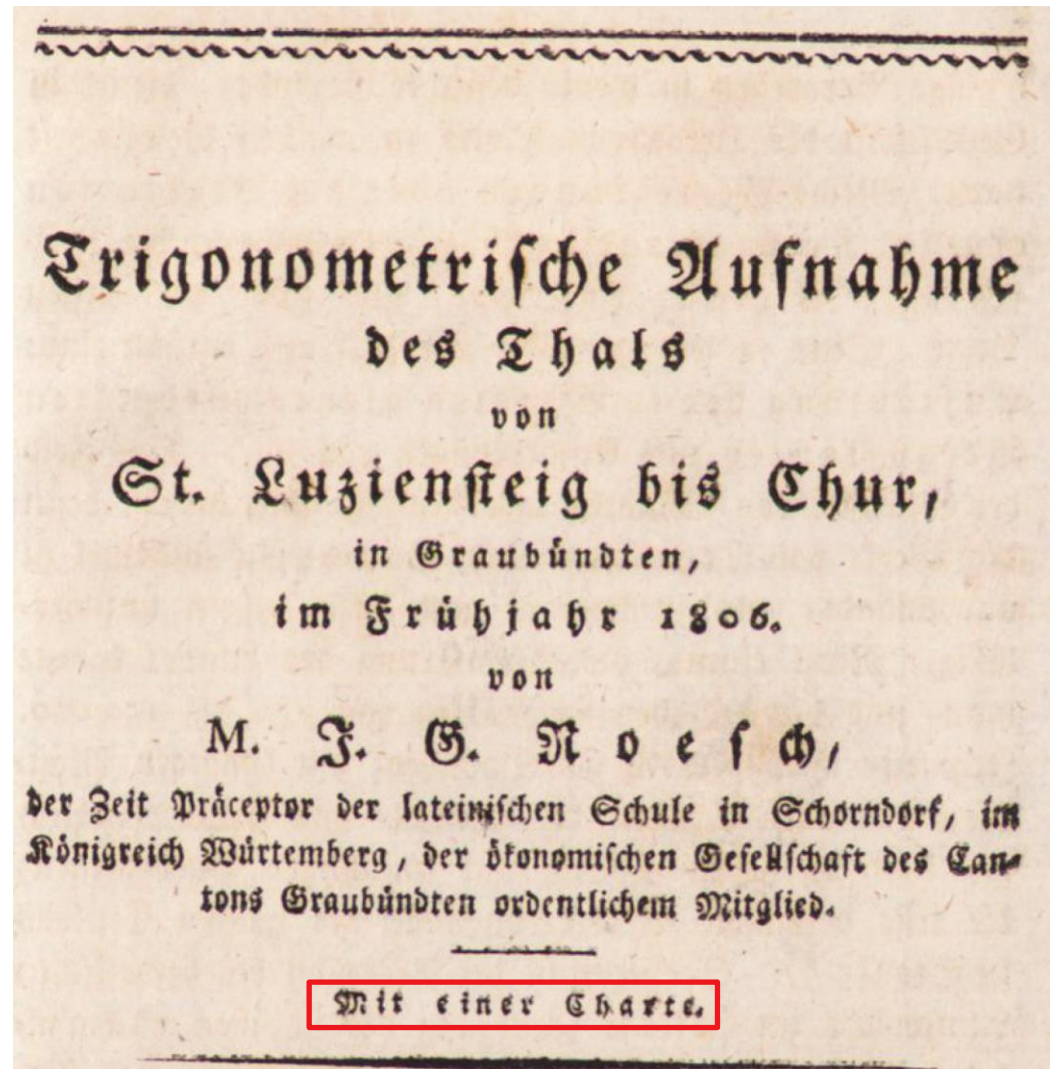 Trigonometriſche Aufnahme
des Thals
von
St. Luzienſteig bis Chur,
in Graubündten,
im Frühjahr 1806.
von
M. J. G. Noeſch,
der Zeit Präceptor der lateiniſchen Schule in Schorndorf, im
Königreich Würtemberg, der ökonomiſchen Geſellſchaft des Can-
tons Graubündten ordentlichem Mitglied.
Mit einer Charte.